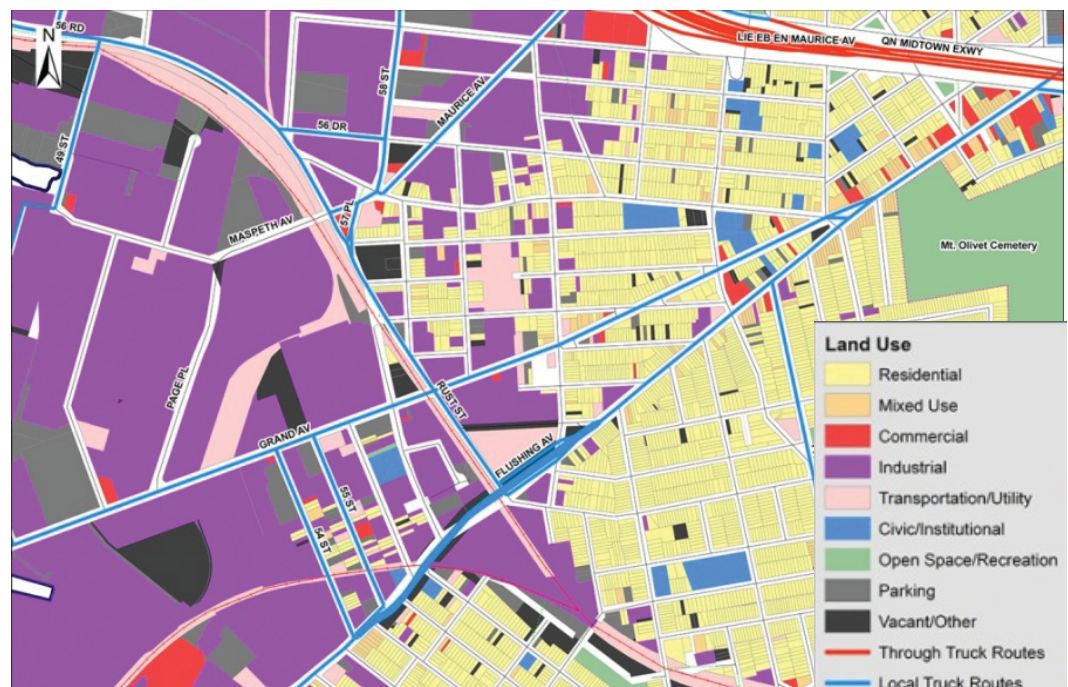 56 RD
N
LIE EB EN MAURICE AV
QN MIDTOWN EXWY
58 ST
MAURICE AV
56 DR
49 ST
57 PL
MASPETH AV
Mt. Olivet Cemetery
PAGE PL
RUST ST
GRAND AV
FLUSHING AV
55 ST
54 ST
Land Use
Residential
Mixed Use
Commercial
Industrial
Transportation/Utility
Civic/Institutional
Open Space/Recreation
Parking
Vacant/Other
Through Truck Routes
Local Truck Routes